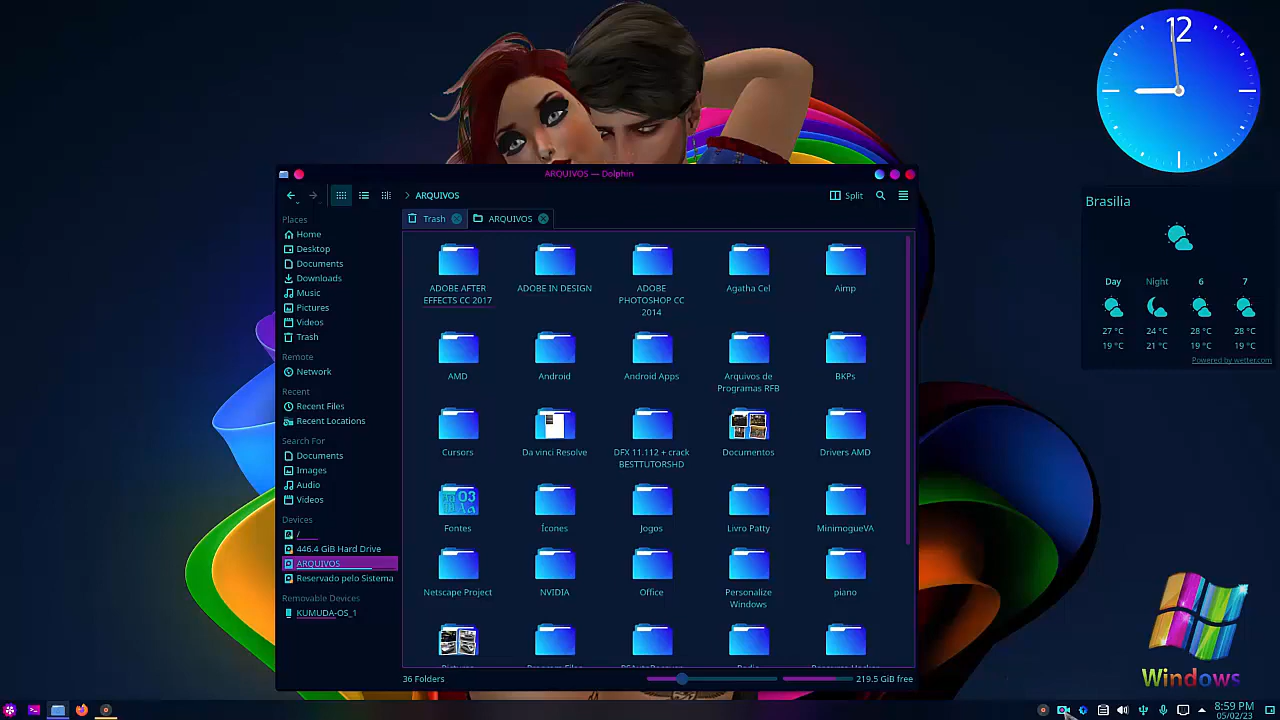 12
ARQUIVOS — Dolphin
ARQUIVOS
Split
Trash
ARQUIVOS
Places
Home
Desktop
Documents
Downloads
Music
Pictures
Videos
Trash
Remote
Network
Recent
Recent Files
Recent Locations
Search For
Documents
Images
Audio
Videos
Devices
/
446.4 GiB Hard Drive
ARQUIVOS
Reservado pelo Sistema
Removable Devices
KUMUDA-OS_1
ADOBE AFTER
EFFECTS CC 2017
ADOBE IN DESIGN
ADOBE
PHOTOSHOP CC
2014
Agatha Cel
Aimp
AMD
Android
Android Apps
Arquivos de
Programas RFB
BKPs
Cursors
Da vinci Resolve
DFX 11.112 + crack
BESTTUTORSHD
Documentos
Drivers AMD
Fontes
Ícones
Jogos
Livro Patty
MinimogueVA
Netscape Project
NVIDIA
Office
Personalize
Windows
piano
36 Folders
219.5 GiB free
Brasilia
Day Night 6 7
27 °C 24 °C 28 °C 28 °C
19 °C 21 °C 19 °C 19 °C
Powered by wetter.com
Windows
8:59 PM
05/02/23